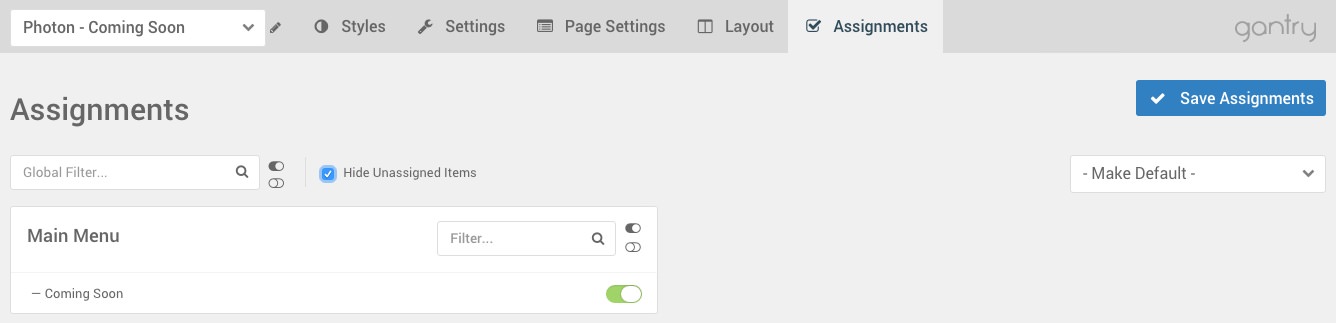 Photon - Coming Soon
Styles
Settings
Page Settings
Layout
Assignments
gantry
Assignments
Save Assignments
Global Filter...
Hide Unassigned Items
- Make Default -
Main Menu
Filter...
— Coming Soon